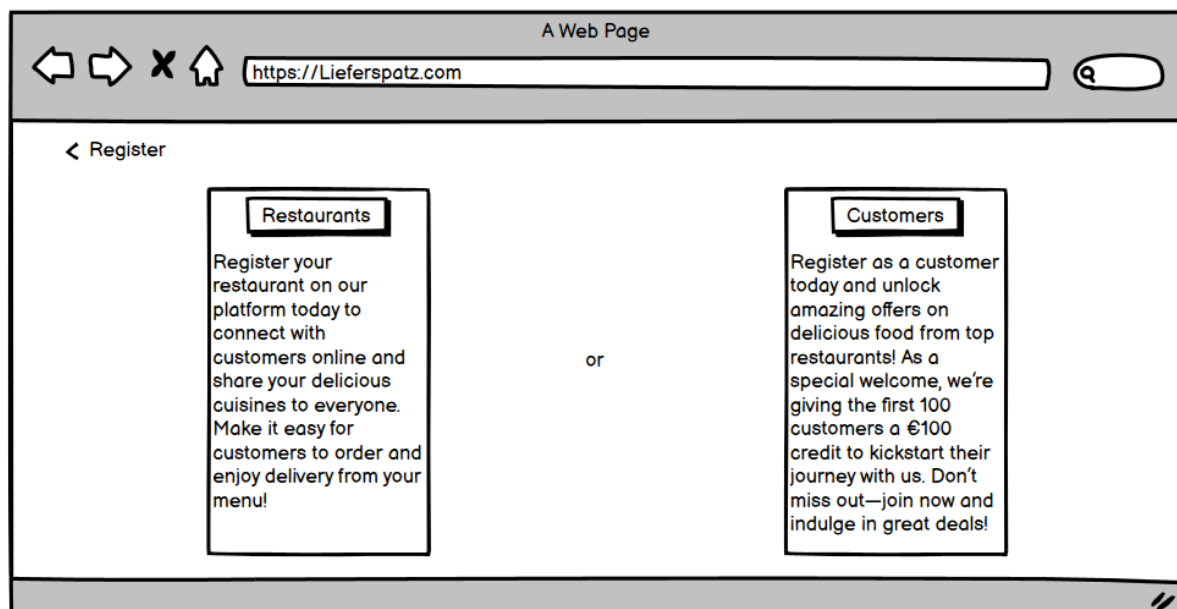 A Web Page
https://Lieferspatz.com
Register
Restaurants
Register your
restaurant on our
platform today to
connect with
customers online and
share your delicious
cuisines to everyone.
Make it easy for
customers to order and
enjoy delivery from your
menu!
or
Customers
Register as a customer
today and unlock
amazing offers on
delicious food from top
restaurants! As a
special welcome, we're
giving the first 100
customers a €100
credit to kickstart their
journey with us. Don't
miss out—join now and
indulge in great deals!